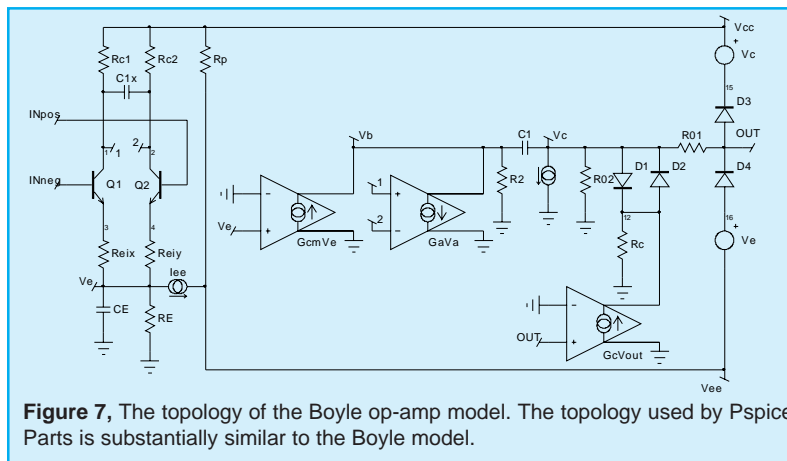 Vcc
Rc1
Rc2
Rp
+
Vc
C1x
15
D3
INpos
Vb
C1
Vc
R01
OUT
1
1
2
2
D1
D2
D4
INneg
Q1
Q2
R2
R02
1
+
2
-
-
+
Ve
GcmVe
GaVa
12
16
+
Ve
3
4
Reix
Reiy
Rc
Iee
Ve
CE
RE
-
OUT
+
GcVout
Vee
Figure 7, The topology of the Boyle op-amp model. The topology used by Pspice
Parts is substantially similar to the Boyle model.